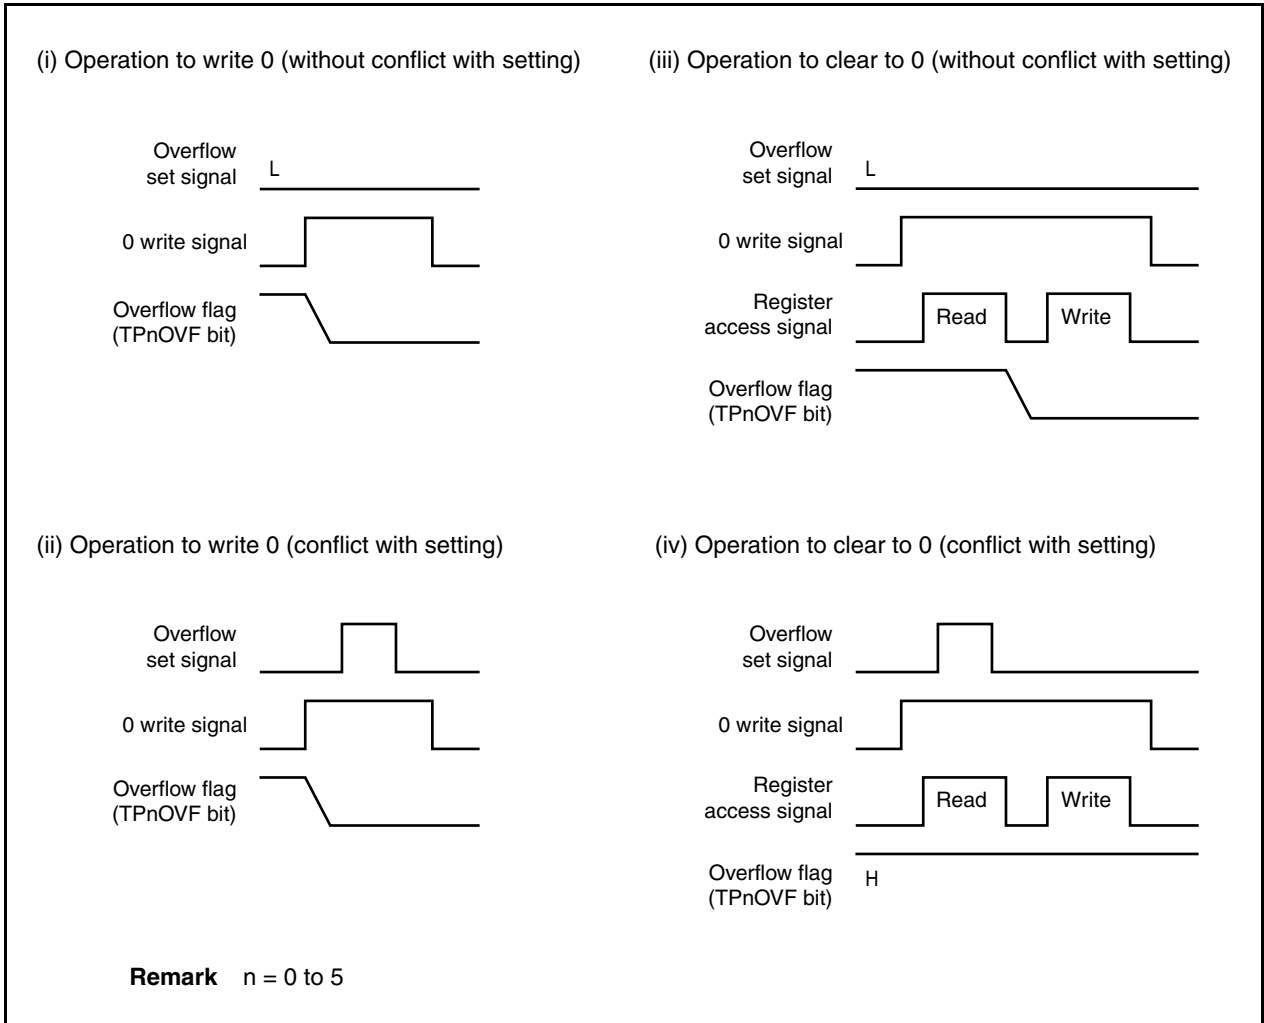 (i) Operation to write 0 (without conflict with setting)
Overflow
set signal
L
0 write signal
Overflow flag
(TPnOVF bit)
(iii) Operation to clear to 0 (without conflict with setting)
Overflow
set signal
L
0 write signal
Register
access signal
Read
Write
Overflow flag
(TPnOVF bit)
(ii) Operation to write 0 (conflict with setting)
Overflow
set signal
0 write signal
Overflow flag
(TPnOVF bit)
(iv) Operation to clear to 0 (conflict with setting)
Overflow
set signal
0 write signal
Register
access signal
Read
Write
Overflow flag
(TPnOVF bit)
H
Remark n = 0 to 5